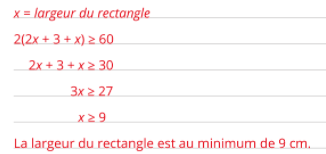 x = largeur du rectangle
2(2x + 3 + x) ≥ 60
2x + 3 + x ≥ 30
3x ≥ 27
x ≥ 9
La largeur du rectangle est au minimum de 9 cm.